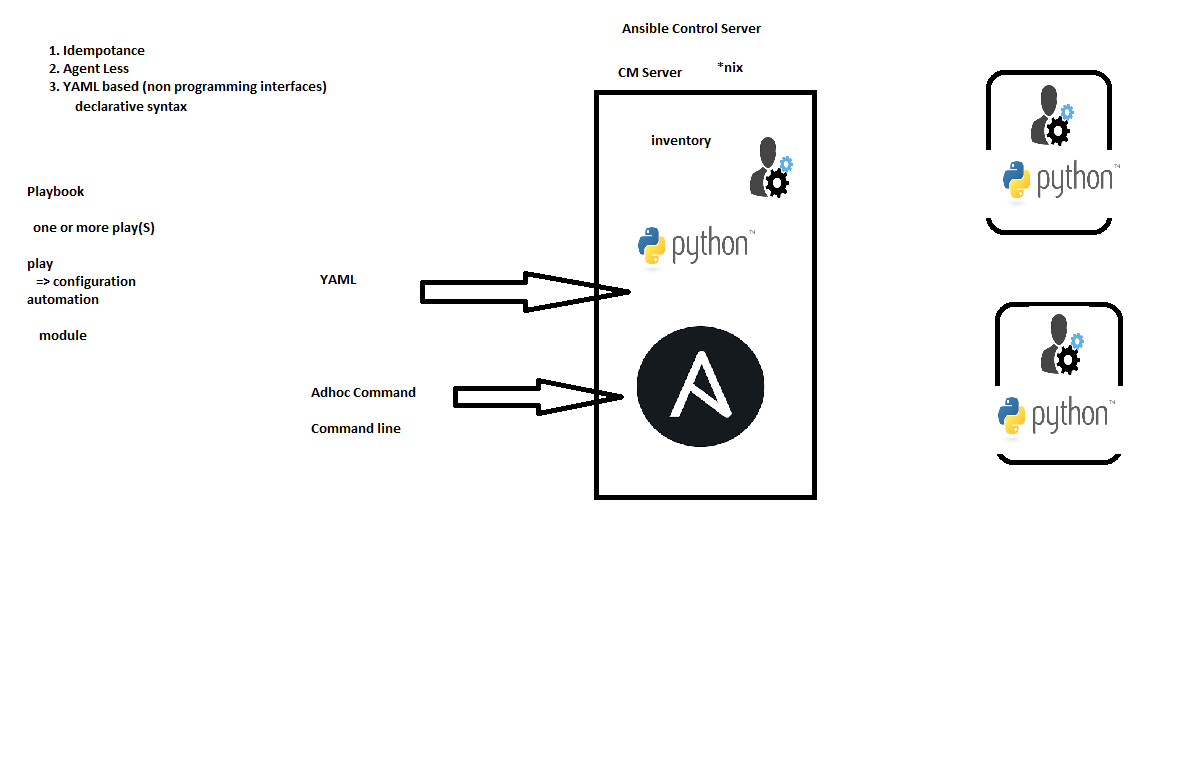 Ansible Control Server
1. Idempotance
2. Agent Less
3. YAML based (non programming interfaces)
declarative syntax
CM Server
*nix
inventory
python
Playbook
one or more play(S)
play
=> configuration
automation
module
YAML
Adhoc Command
Command line
python
python